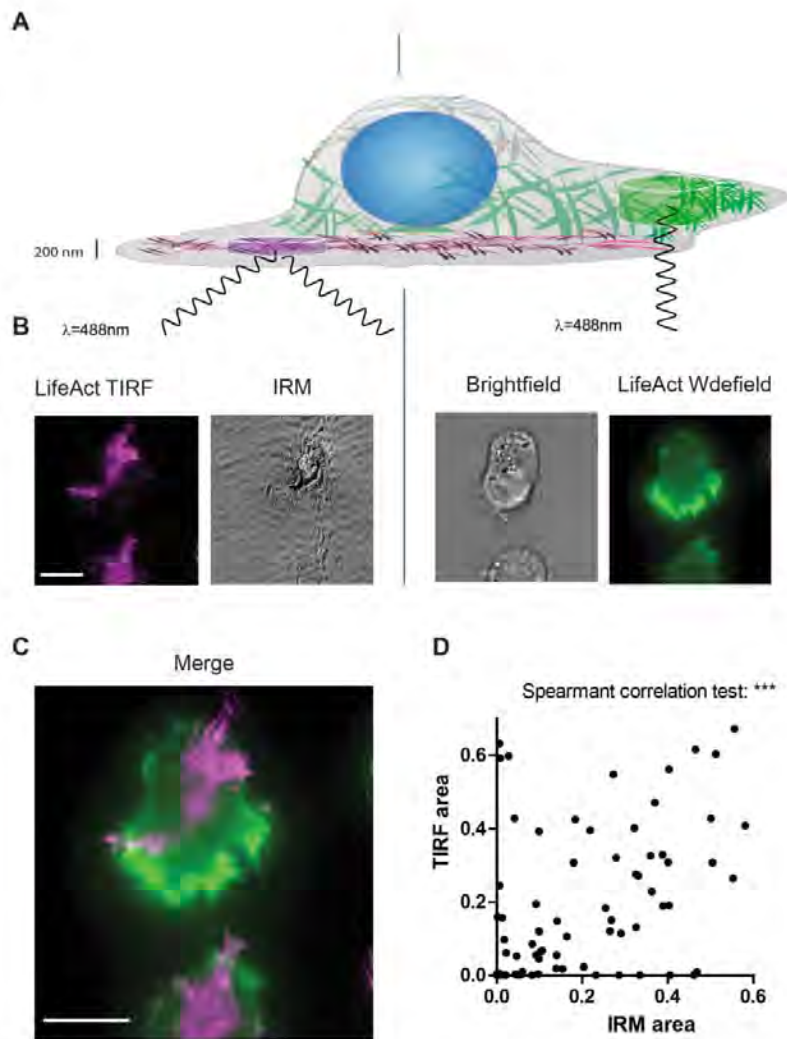 A
200 nm
λ=488nm
λ=488nm
B
LifeAct TIRF
IRM
Brightfield
LifeAct Wdefield
C
Merge
D
Spearmant correlation test: ***
TIRF area
0.6
0.4
0.2
0.0
0.0 0.2 0.4 0.6
IRM area